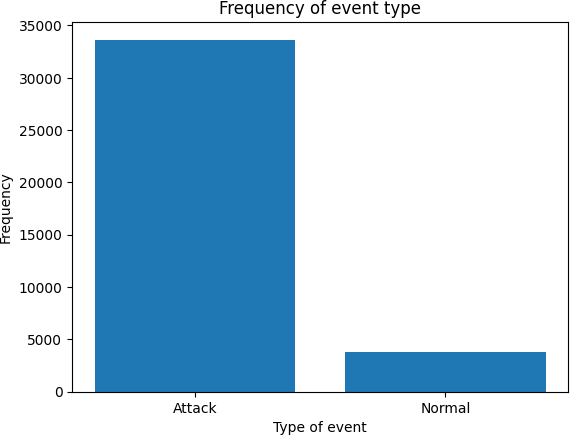 Frequency of event type
35000
30000
25000
20000
15000
10000
5000
0
Frequency
Attack
Normal
Type of event